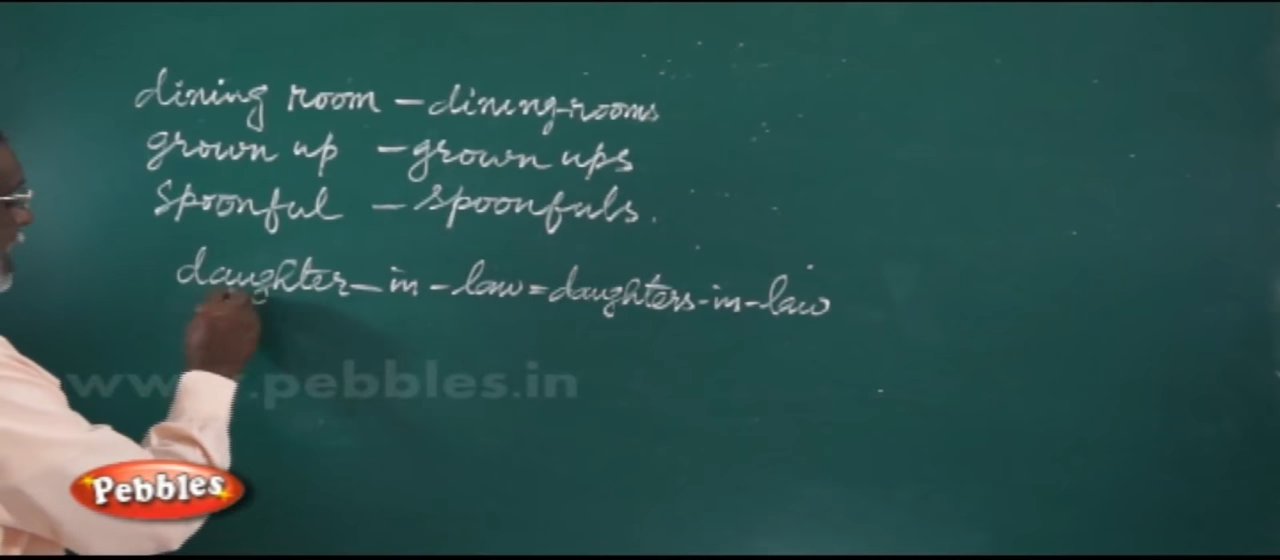 dining room - dining-rooms
grown up - grown ups
spoonful - spoonfuls.
daughter-in-law = daughters-in-law
www.pebbles.in
Pebbles